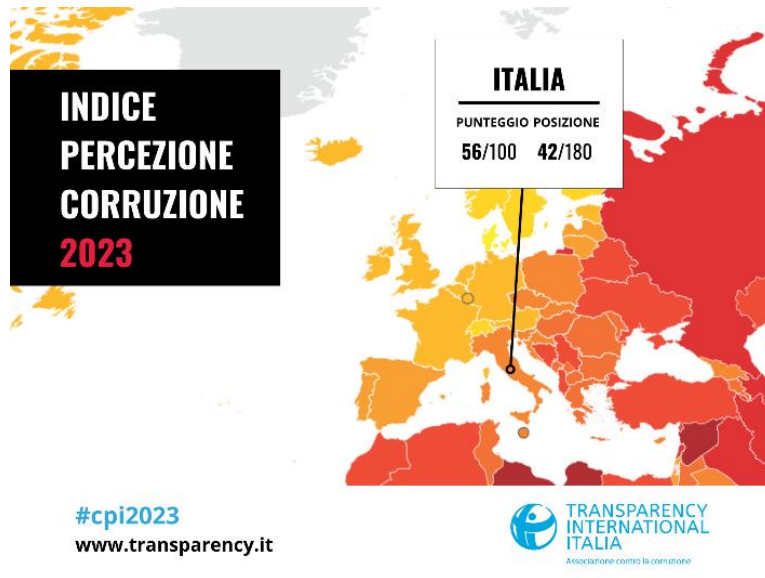 INDICE
PERCEZIONE
CORRUZIONE
2023
ITALIA
PUNTEGGIO POSIZIONE
56/100 42/180
#cpi2023
www.transparency.it
TRANSPARENCY
INTERNATIONAL
ITALIA
Associazione contro la corruzione